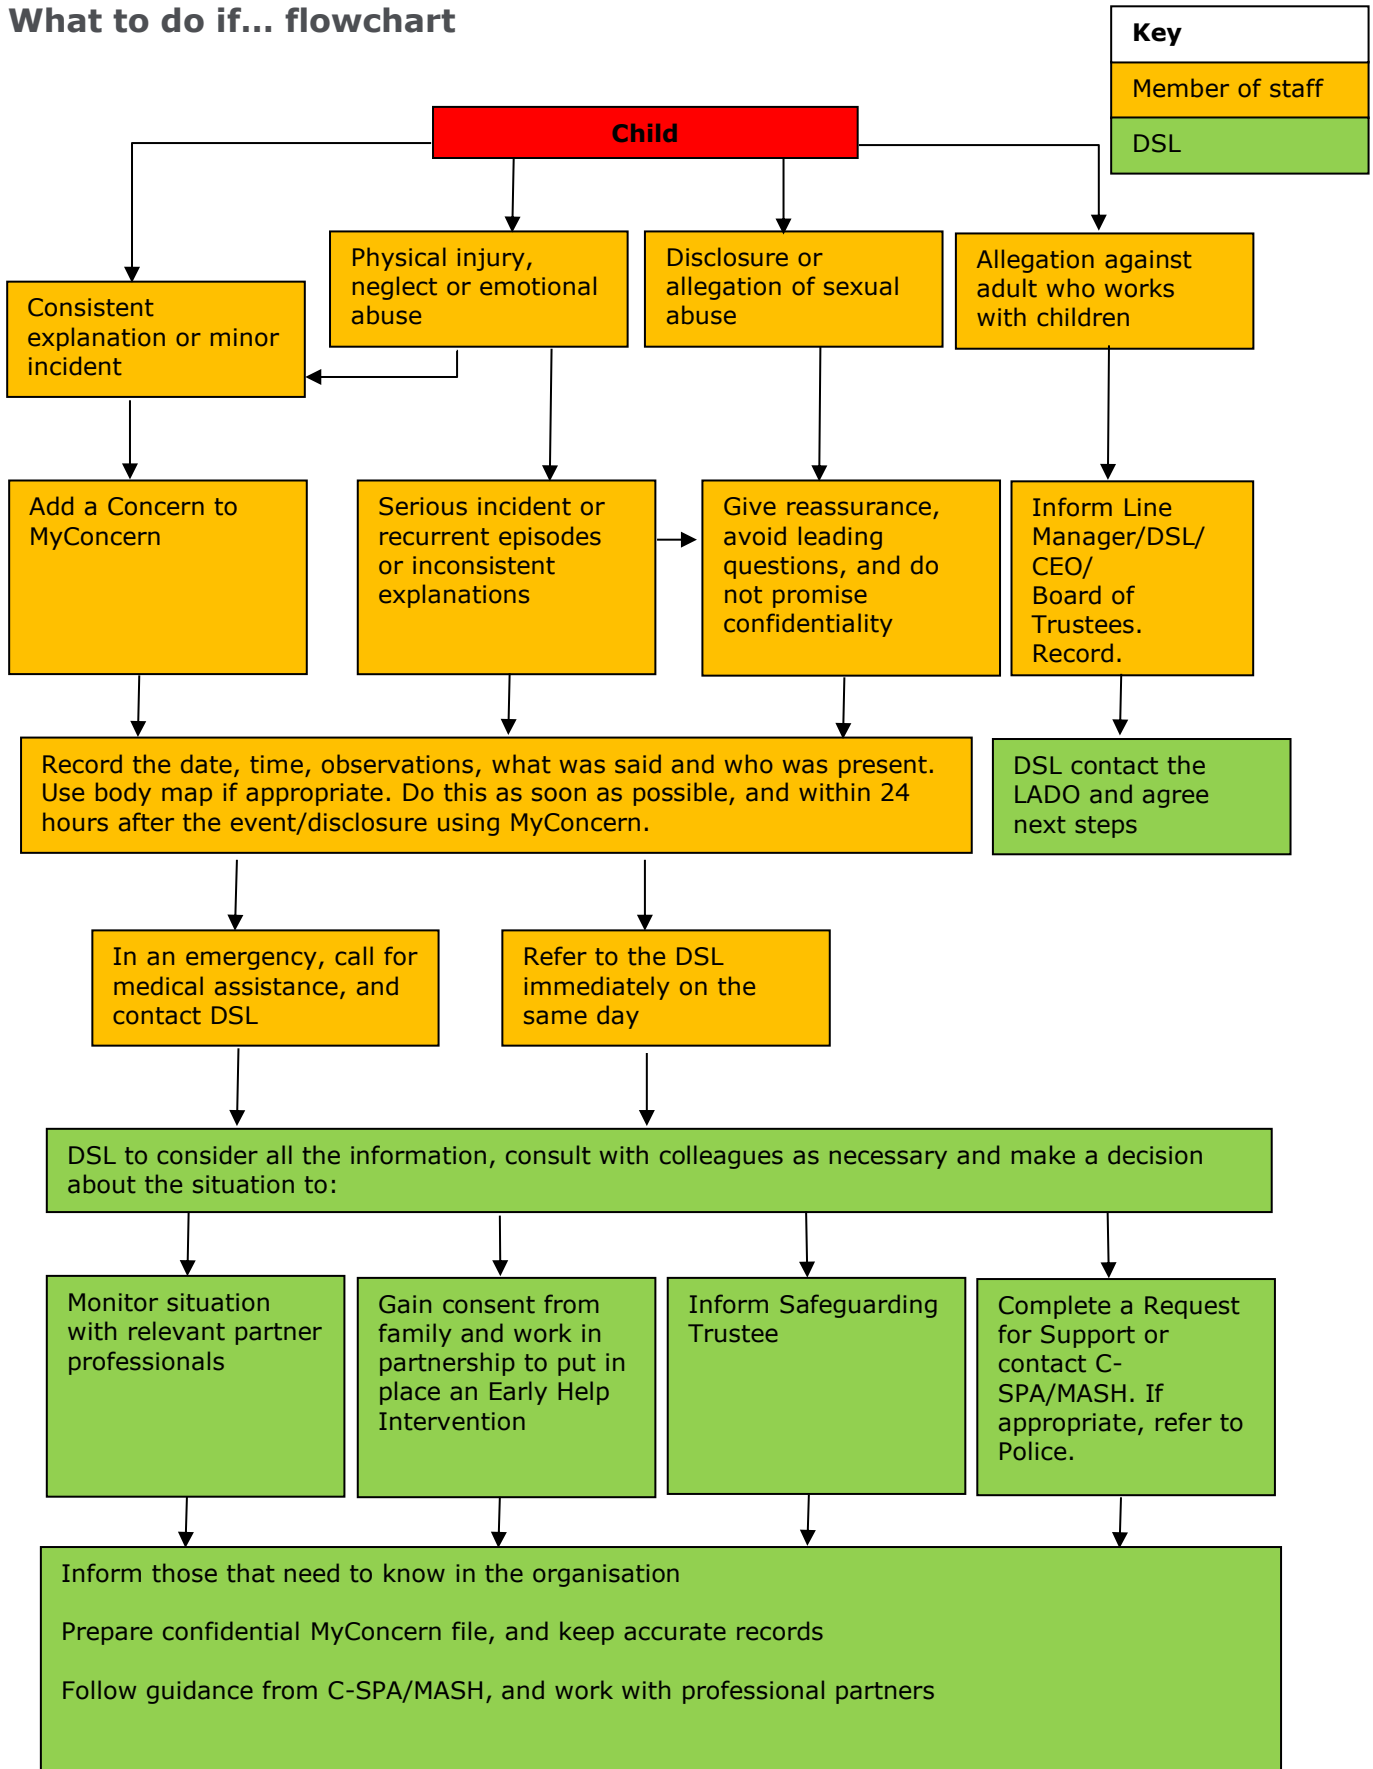 What to do if... flowchart
Key
Member of staff
DSL
Child
Consistent
explanation or minor
incident
Physical injury,
neglect or emotional
abuse
Disclosure or
allegation of sexual
abuse
Allegation against
adult who works
with children
Add a Concern to
MyConcern
Serious incident or
recurrent episodes
or inconsistent
explanations
Give reassurance,
avoid leading
questions, and do
not promise
confidentiality
Inform Line
Manager/DSL/
CEO/
Board of
Trustees.
Record.
Record the date, time, observations, what was said and who was present.
Use body map if appropriate. Do this as soon as possible, and within 24
hours after the event/disclosure using MyConcern.
DSL contact the
LADO and agree
next steps
In an emergency, call for
medical assistance, and
contact DSL
Refer to the DSL
immediately on the
same day
DSL to consider all the information, consult with colleagues as necessary and make a decision
about the situation to:
Monitor situation
with relevant partner
professionals
Gain consent from
family and work in
partnership to put in
place an Early Help
Intervention
Inform Safeguarding
Trustee
Complete a Request
for Support or
contact C-
SPA/MASH. If
appropriate, refer to
Police.
Inform those that need to know in the organisation
Prepare confidential MyConcern file, and keep accurate records
Follow guidance from C-SPA/MASH, and work with professional partners